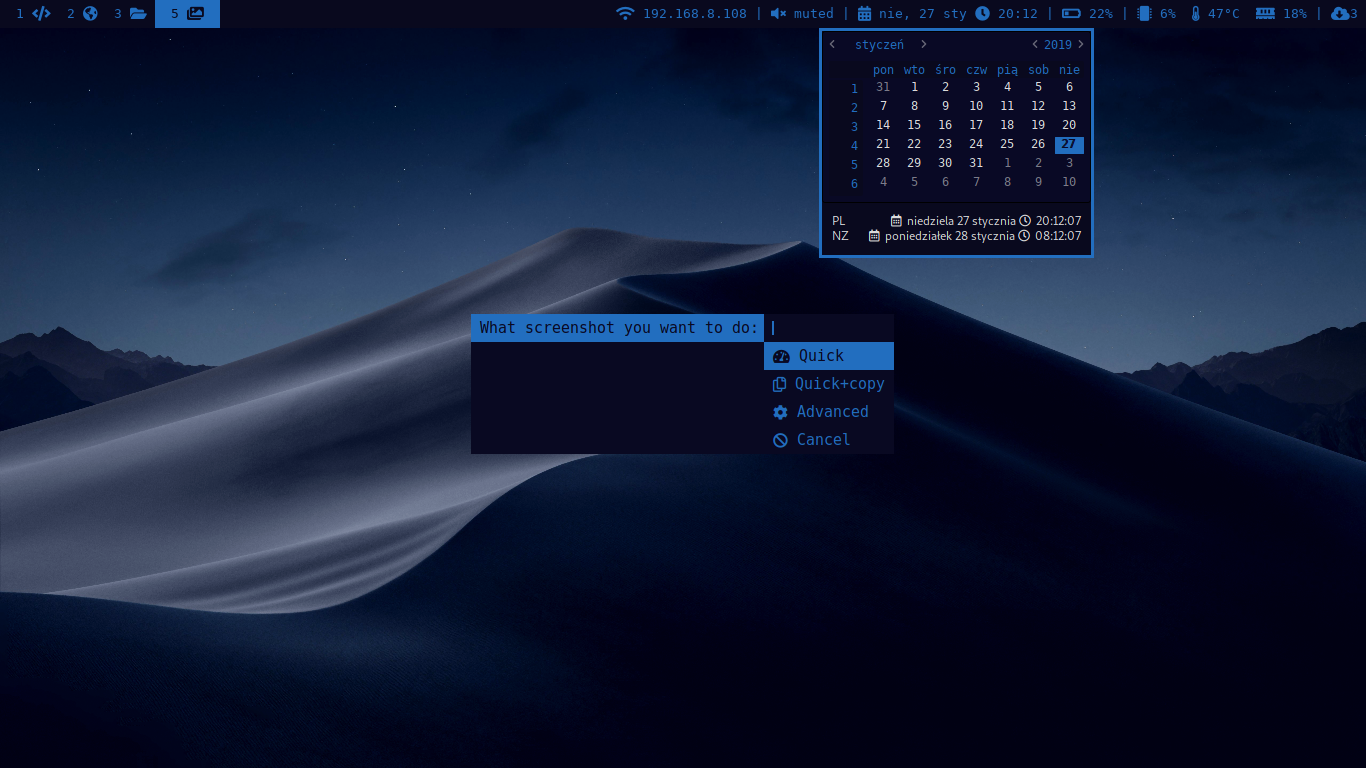 1 2 3 5 192.168.8.108 | muted | nie, 27 sty 20:12 | 22% | 6% 47°C 18% | 3
styczeń 2019
pon wto śro czw pią sob nie
1 31 1 2 3 4 5 6
2 7 8 9 10 11 12 13
3 14 15 16 17 18 19 20
4 21 22 23 24 25 26 27
5 28 29 30 31 1 2 3
6 4 5 6 7 8 9 10
PL niedziela 27 stycznia 20:12:07
NZ poniedziałek 28 stycznia 08:12:07
What screenshot you want to do:
Quick
Quick+copy
Advanced
Cancel